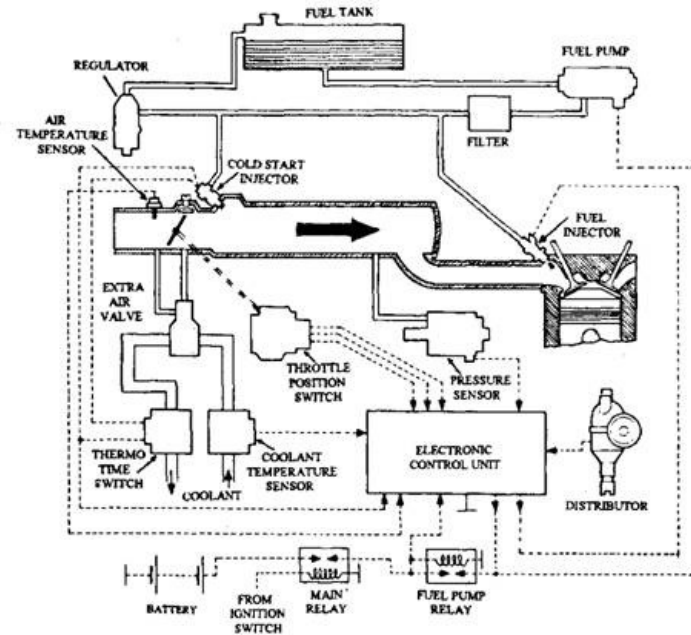 FUEL TANK
FUEL PUMP
REGULATOR
AIR
TEMPERATURE
SENSOR
FILTER
COLD START
INJECTOR
FUEL
INJECTOR
EXTRA
AIR
VALVE
THROTTLE
POSITION
SWITCH
PRESSURE
SENSOR
THERMO
TIME
SWITCH
COOLANT
COOLANT
TEMPERATURE
SENSOR
ELECTRONIC
CONTROL
UNIT
DISTRIBUTOR
BATTERY
FROM
IGNITION
SWITCH
MAIN
RELAY
FUEL PUMP
RELAY